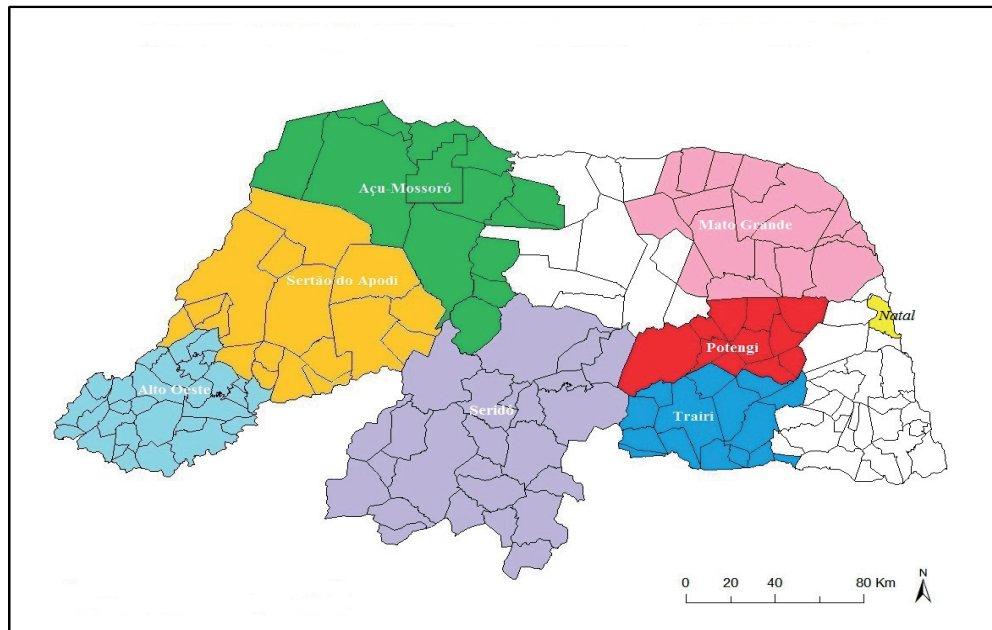 Açu-Mossoró
Mato Grande
Sertão do Apodi
Natal
Potengi
Alto Oeste
Seridó
Trairi
N
0 20 40 80 Km